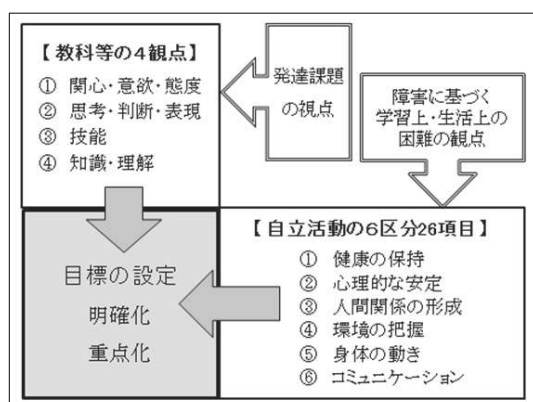 【教科等の４観点】
① 関心・意欲・態度
② 思考・判断・表現
③ 技能
④ 知識・理解
発達課題
の視点
障害に基づく
学習上・生活上の
困難の観点
目標の設定
明確化
重点化
【自立活動の６区分26項目】
① 健康の保持
② 心理的な安定
③ 人間関係の形成
④ 環境の把握
⑤ 身体の動き
⑥ コミュニケーション